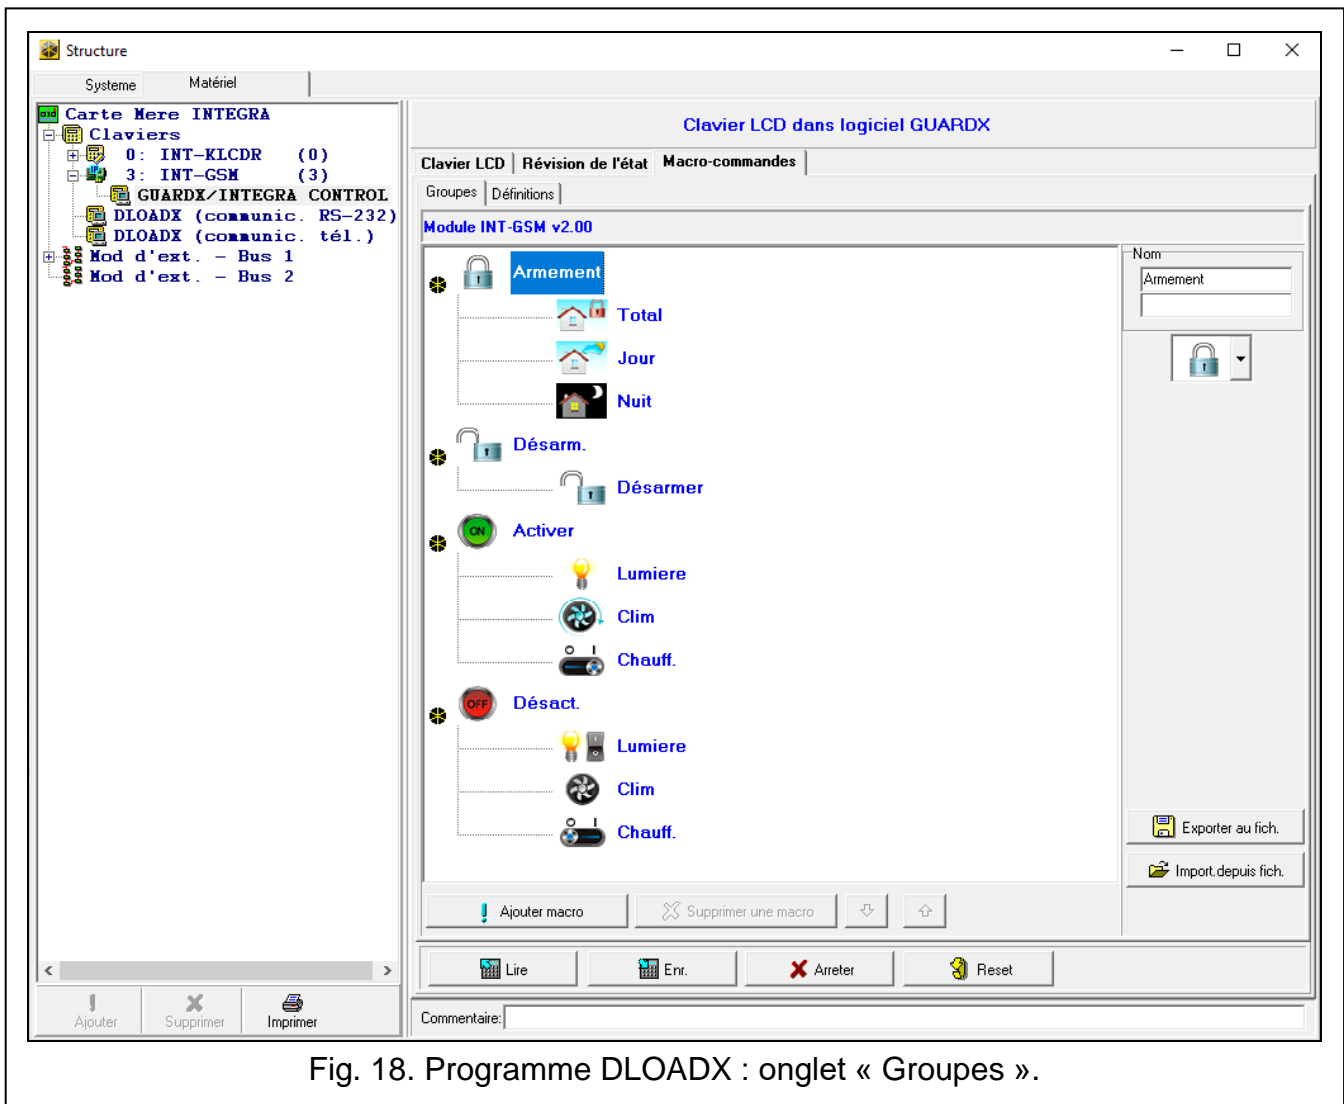 Structure
Systeme
Matériel
Carte Mere INTEGRA
Claviers
0: INT-KLCDR (0)
3: INT-GSM (3)
GUARDX/INTEGRA CONTROL
DLOADX (communic. RS-232)
DLOADX (communic. tél.)
Mod d'ext. - Bus 1
Mod d'ext. - Bus 2
Ajouter
Supprimer
Imprimer
Clavier LCD dans logiciel GUARDX
Clavier LCD
Révision de l'état
Macro-commandes
Groupes
Définitions
Module INT-GSM v2.00
Armement
Total
Jour
Nuit
Désarm.
Désarmer
ON
Activer
Lumiere
Clim
O I
Chauff.
OFF
Désact.
Lumiere
Clim
O I
Chauff.
Nom
Armement
Exporter au fich.
Import.depuis fich.
Ajouter macro
Supprimer une macro
Lire
Enr.
Arreter
Reset
Commentaire:
Fig. 18. Programme DLOADX : onglet « Groupes ».